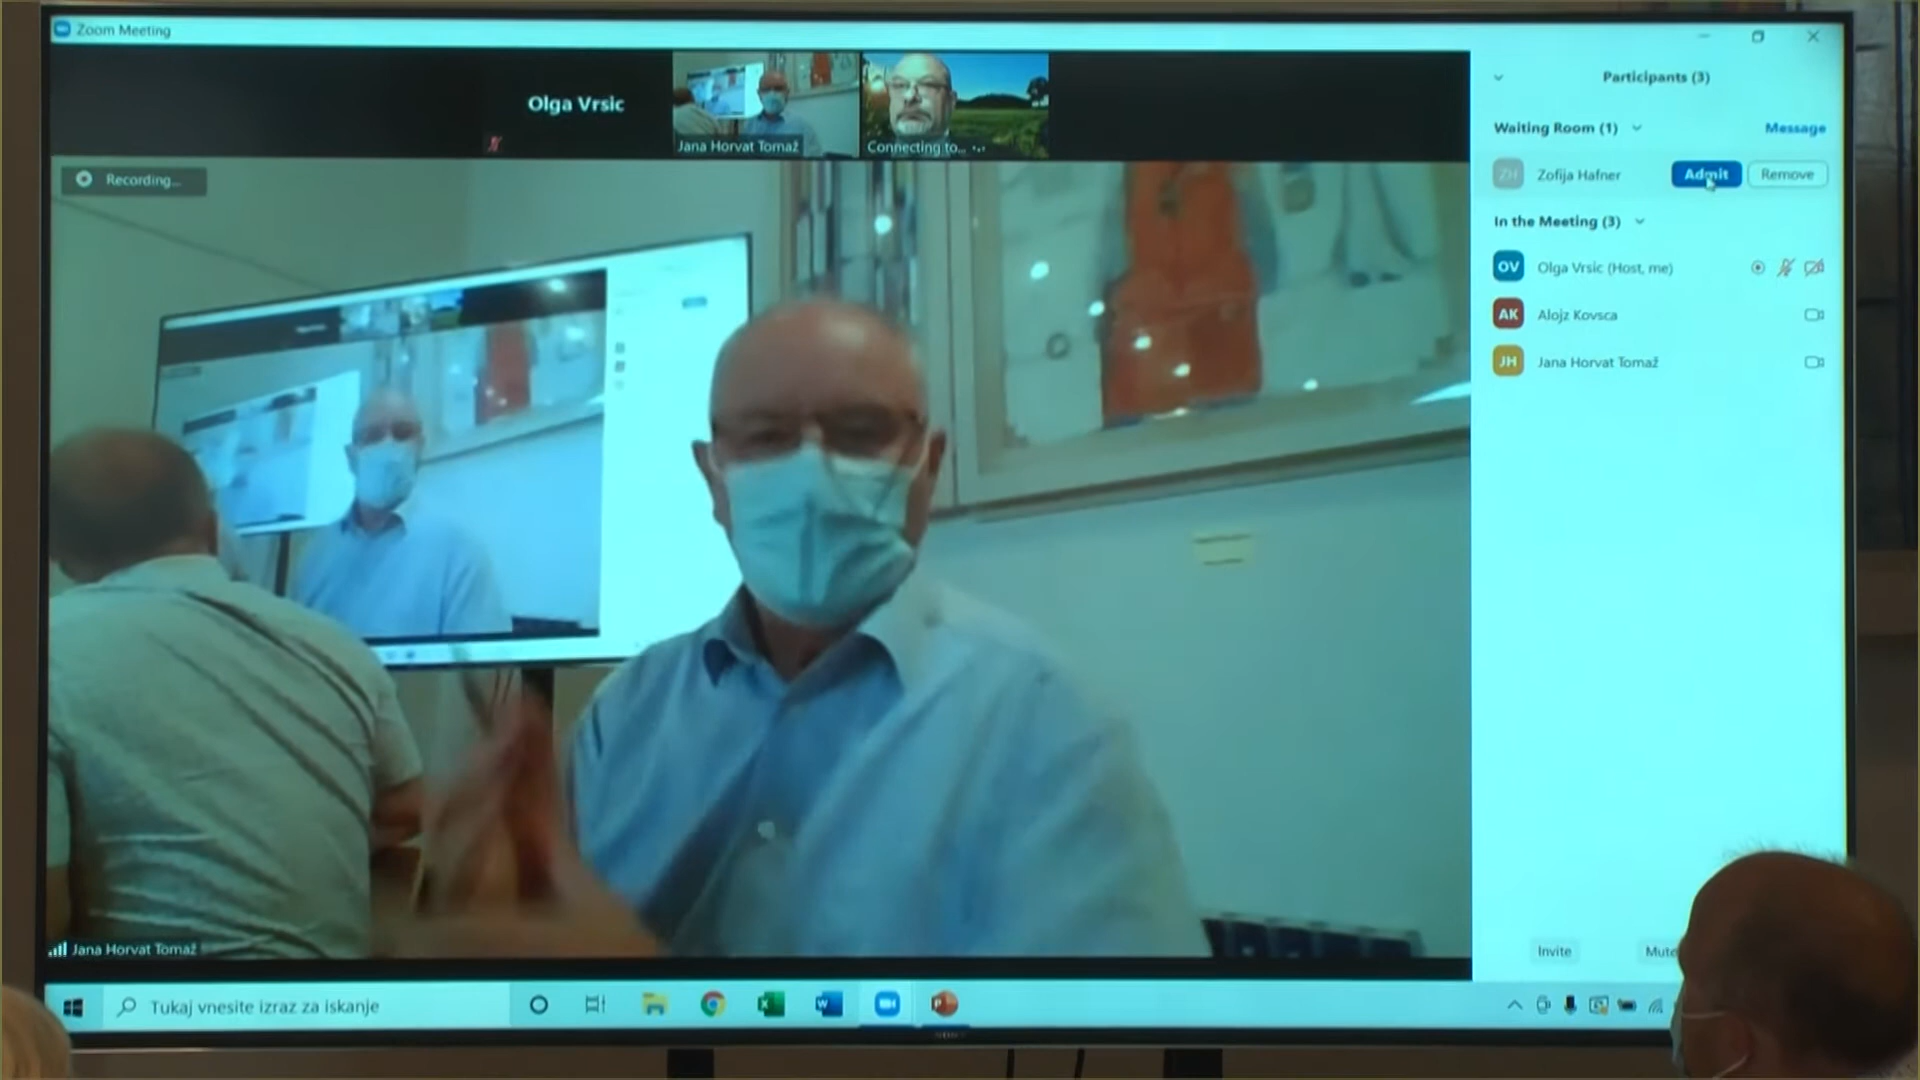 Zoom Meeting
Olga Vrsic
Jana Horvat Tomaž
Connecting to...
Recording...
Participants (3)
Waiting Room (1)
Message
ZH
Zofija Hafner
Admit
Remove
In the Meeting (3)
OV
Olga Vrsic (Host, me)
AK
Alojz Kovsca
JH
Jana Horvat Tomaž
Jana Horvat Tomaž
Invite
Mute
Tukaj vnesite izraz za iskanje